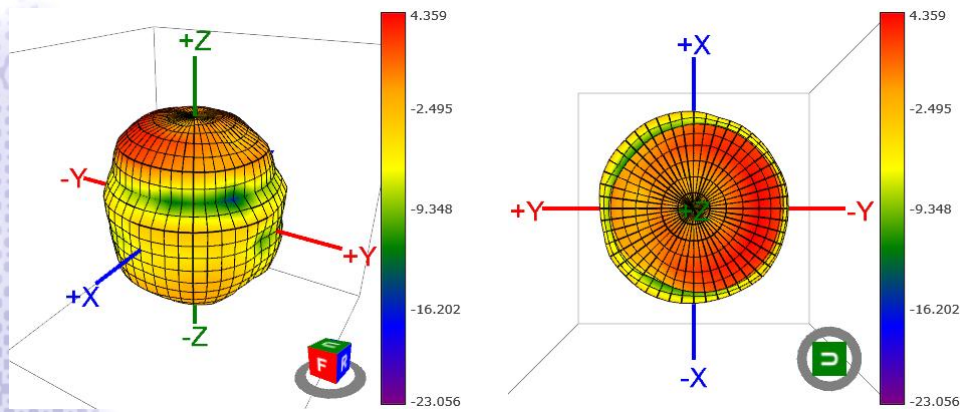 +Z
-Y
+Y
+X
-Z
U
F
R
4.359
-2.495
-9.348
-16.202
-23.056
+X
+Y
+Z
-Y
-X
U
4.359
-2.495
-9.348
-16.202
-23.056